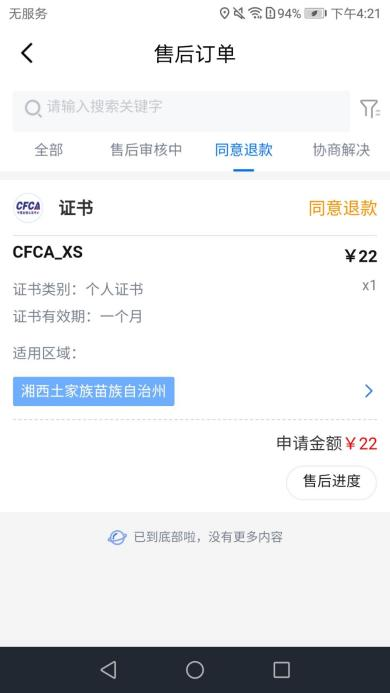 无服务
94% 下午4:21
售后订单
请输入搜索关键字
全部 售后审核中 同意退款 协商解决
CFCA 证书 同意退款
CFCA_XS ￥22
证书类别：个人证书 x1
证书有效期：一个月
适用区域：
湘西土家族苗族自治州
申请金额￥22
售后进度
已到底部啦，没有更多内容